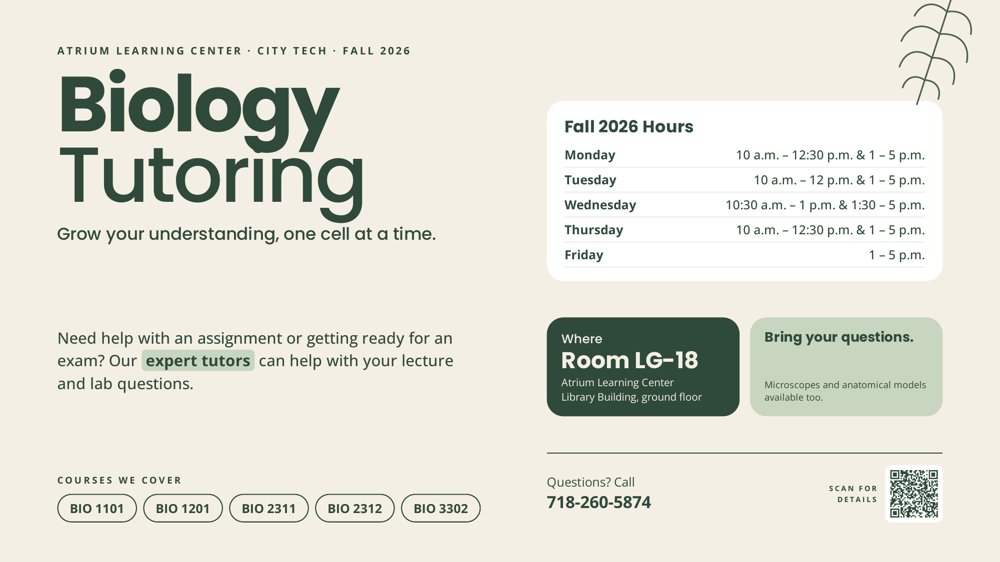 ATRIUM LEARNING CENTER · CITY TECH · FALL 2026
Biology
Tutoring
Grow your understanding, one cell at a time.
Need help with an assignment or getting ready for an
exam? Our expert tutors can help with your lecture
and lab questions.
COURSES WE COVER
BIO 1101 BIO 1201 BIO 2311 BIO 2312 BIO 3302
Fall 2026 Hours
Monday 10 a.m. – 12:30 p.m. & 1 – 5 p.m.
Tuesday 10 a.m. – 12 p.m. & 1 – 5 p.m.
Wednesday 10:30 a.m. – 1 p.m. & 1:30 – 5 p.m.
Thursday 10 a.m. – 12:30 p.m. & 1 – 5 p.m.
Friday 1 – 5 p.m.
Where
Room LG-18
Atrium Learning Center
Library Building, ground floor
Bring your questions.
Microscopes and anatomical models
available too.
Questions? Call
718-260-5874
SCAN FOR
DETAILS